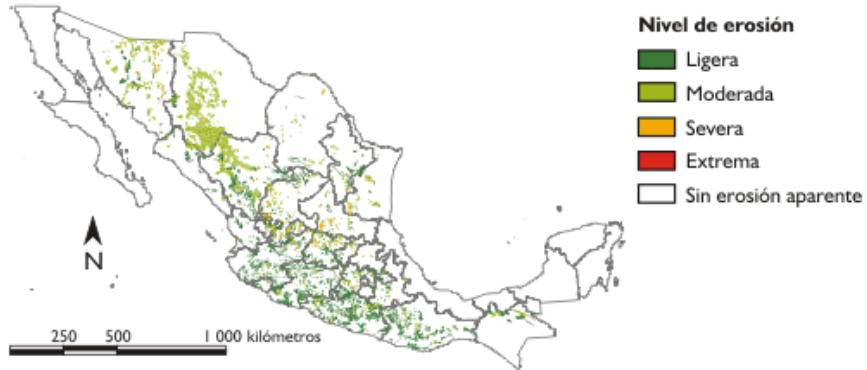 Nivel de erosión
Ligera
Moderada
Severa
Extrema
Sin erosión aparente
N
250 500 1 000 kilómetros